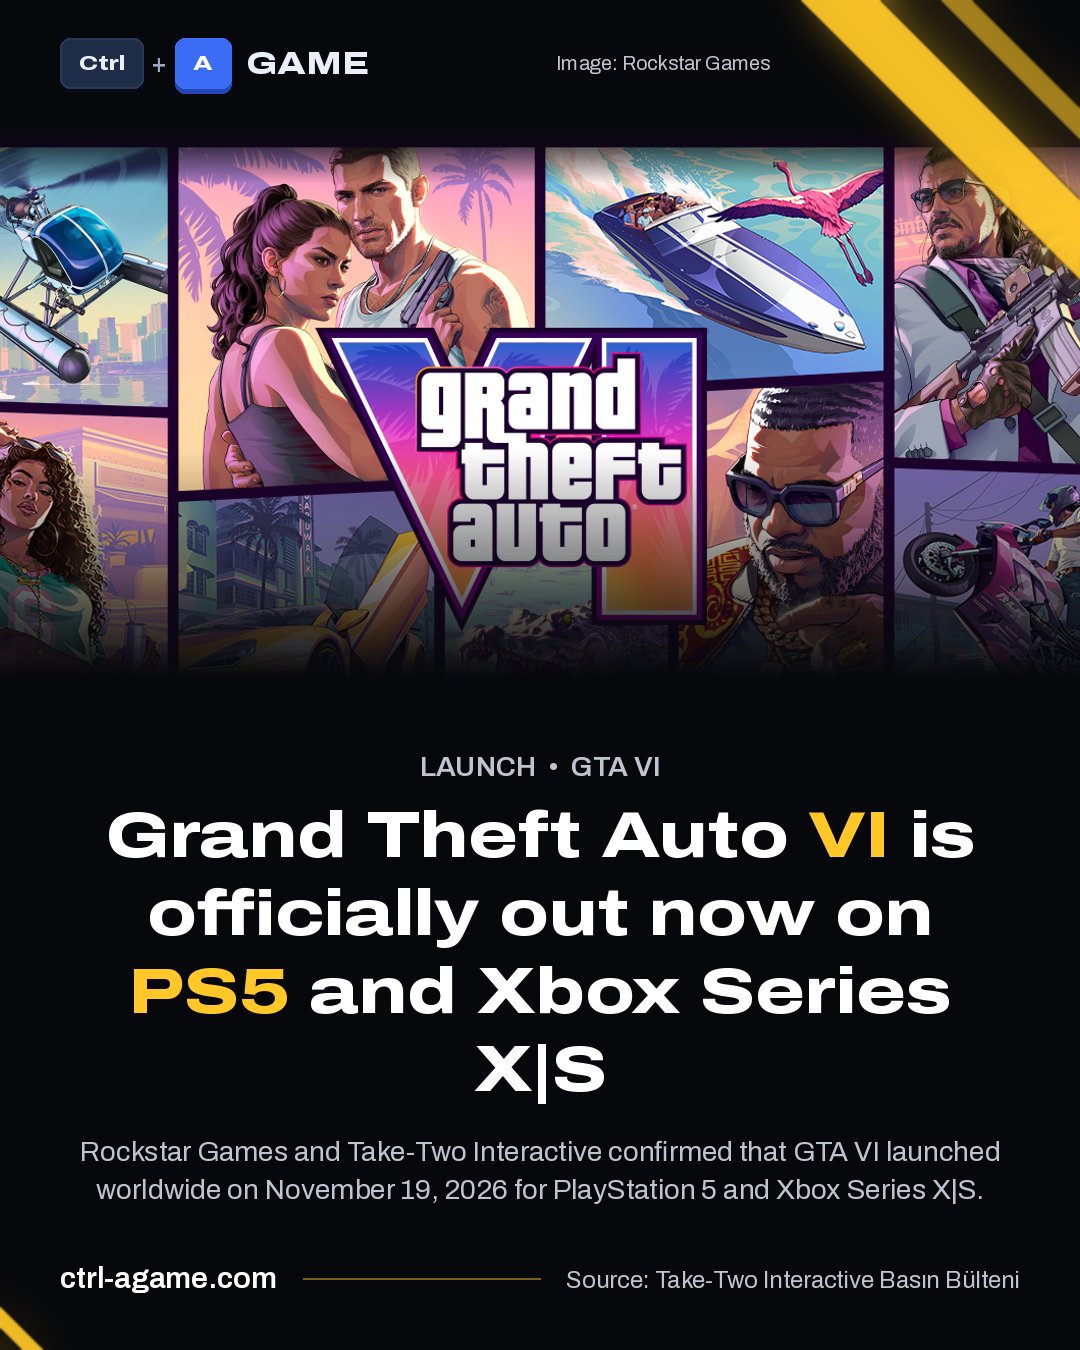 Ctrl + A GAME
Image: Rockstar Games
VI
grand
theft
auto
LAUNCH • GTA VI
Grand Theft Auto VI is
officially out now on
PS5 and Xbox Series
X|S
Rockstar Games and Take-Two Interactive confirmed that GTA VI launched
worldwide on November 19, 2026 for PlayStation 5 and Xbox Series X|S.
ctrl-agame.com
Source: Take-Two Interactive Basın Bülteni